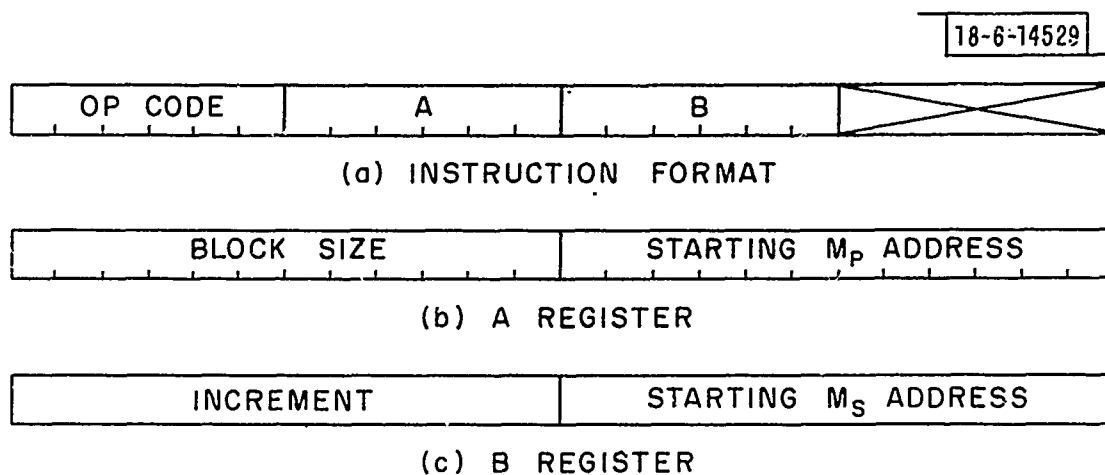 18-6-14529
OP CODE A B
(a) INSTRUCTION FORMAT
BLOCK SIZE STARTING MP ADDRESS
(b) A REGISTER
INCREMENT STARTING MS ADDRESS
(c) B REGISTER